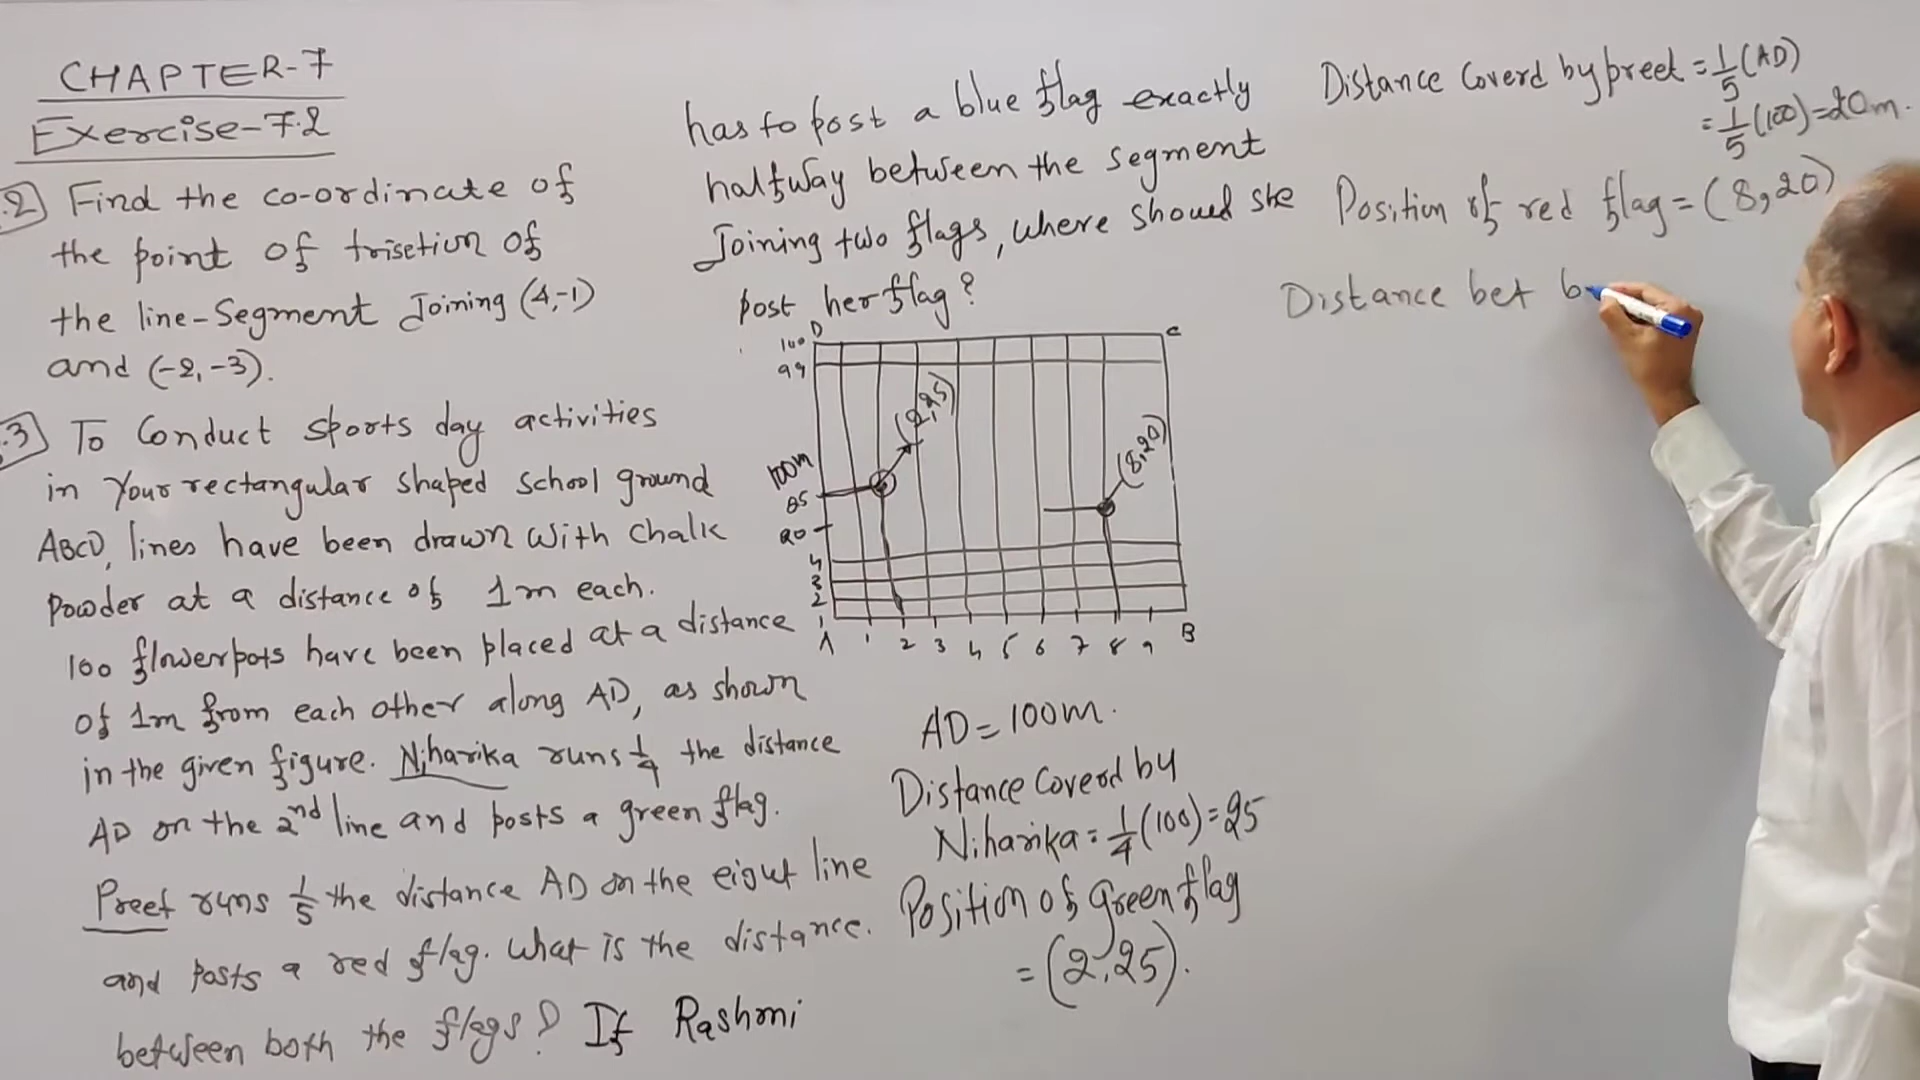 CHAPTER-7
Exercise-7.2
.2) Find the co-ordinate of
the point of trisetion of
the line-Segment Joining (4,-1)
and (-2,-3).
.3) To Conduct sports day activities
in Your rectangular shaped school ground
ABCD, lines have been drawn with chalk
Powder at a distance of 1m each.
100 flowerpots have been placed at a distance
of 1m from each other along AD, as shown
in the given figure. Niharika runs 1/4 the distance
AD on the 2nd line and posts a green flag.
Preet runs 1/5 the distance AD on the eigut line
and posts a red flag. What is the distance.
between both the flags? If Rashmi
has to post a blue flag exactly
halfway between the segment
Joining two flags, where should she
post her flag?
D C
100
99
(2,25)
(8,20)
100m
25
20
4
3
2
1
A 1 2 3 4 5 6 7 8 9 B
AD = 100m.
Distance Coverd by
Niharika = 1/4 (100) = 25
Position of Green flag
= (2,25).
Distance Coverd by preet = 1/5 (AD)
= 1/5 (100) = 20m.
Position of red flag = (8,20)
Distance bet b